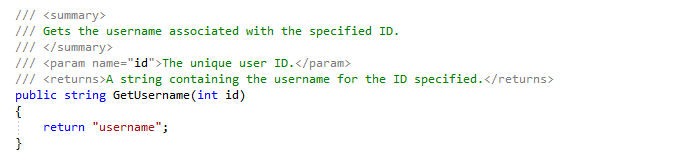 /// <summary>
/// Gets the username associated with the specified ID.
/// </summary>
/// <param name="id">The unique user ID.</param>
/// <returns>A string containing the username for the ID specified.</returns>
public string GetUsername(int id)
{
    return "username";
}